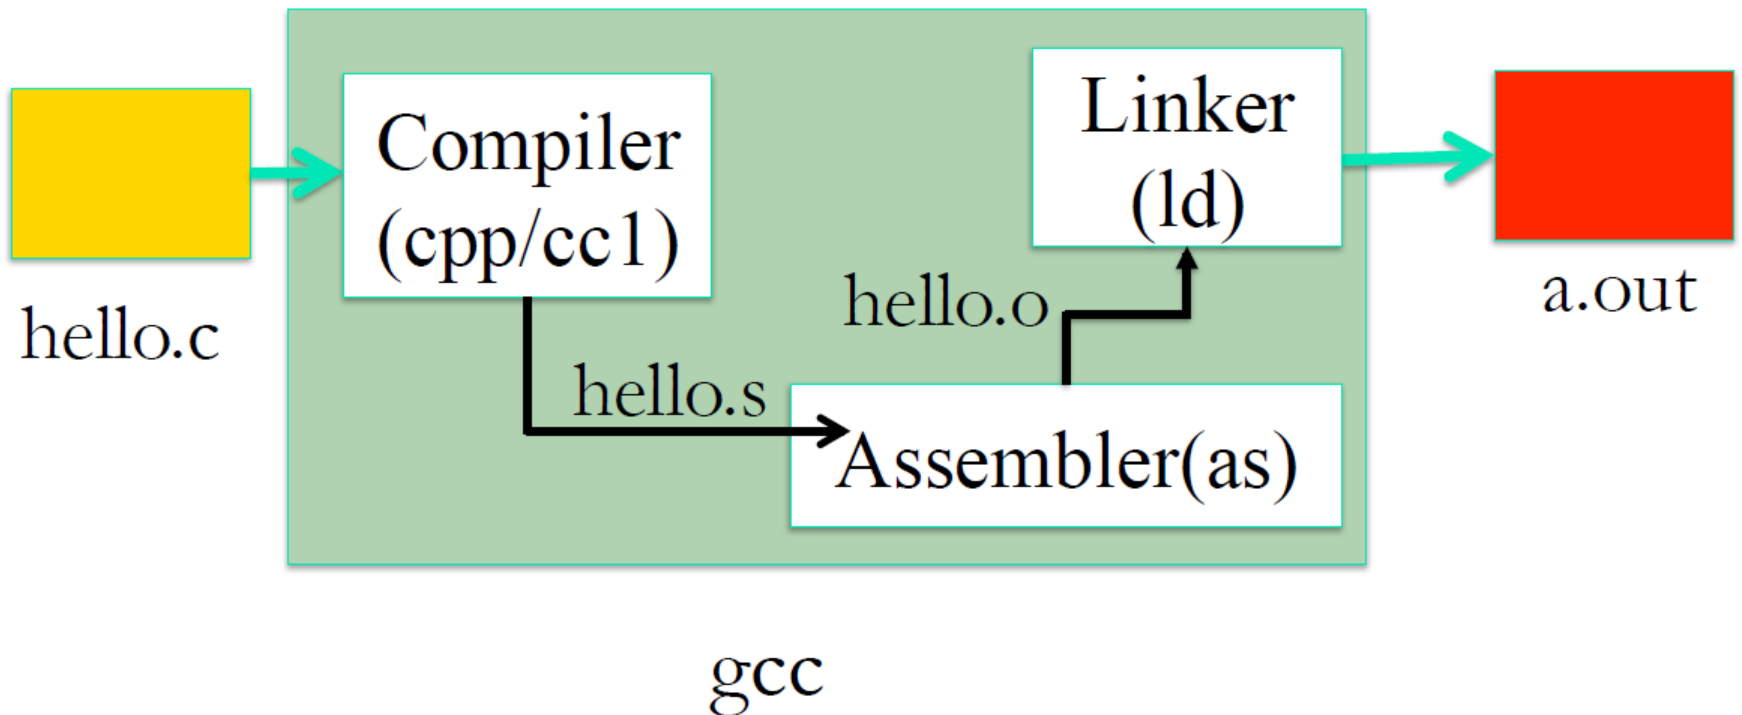 hello.c
Compiler
(cpp/cc1)
hello.s
Assembler(as)
hello.o
Linker
(ld)
a.out
gcc